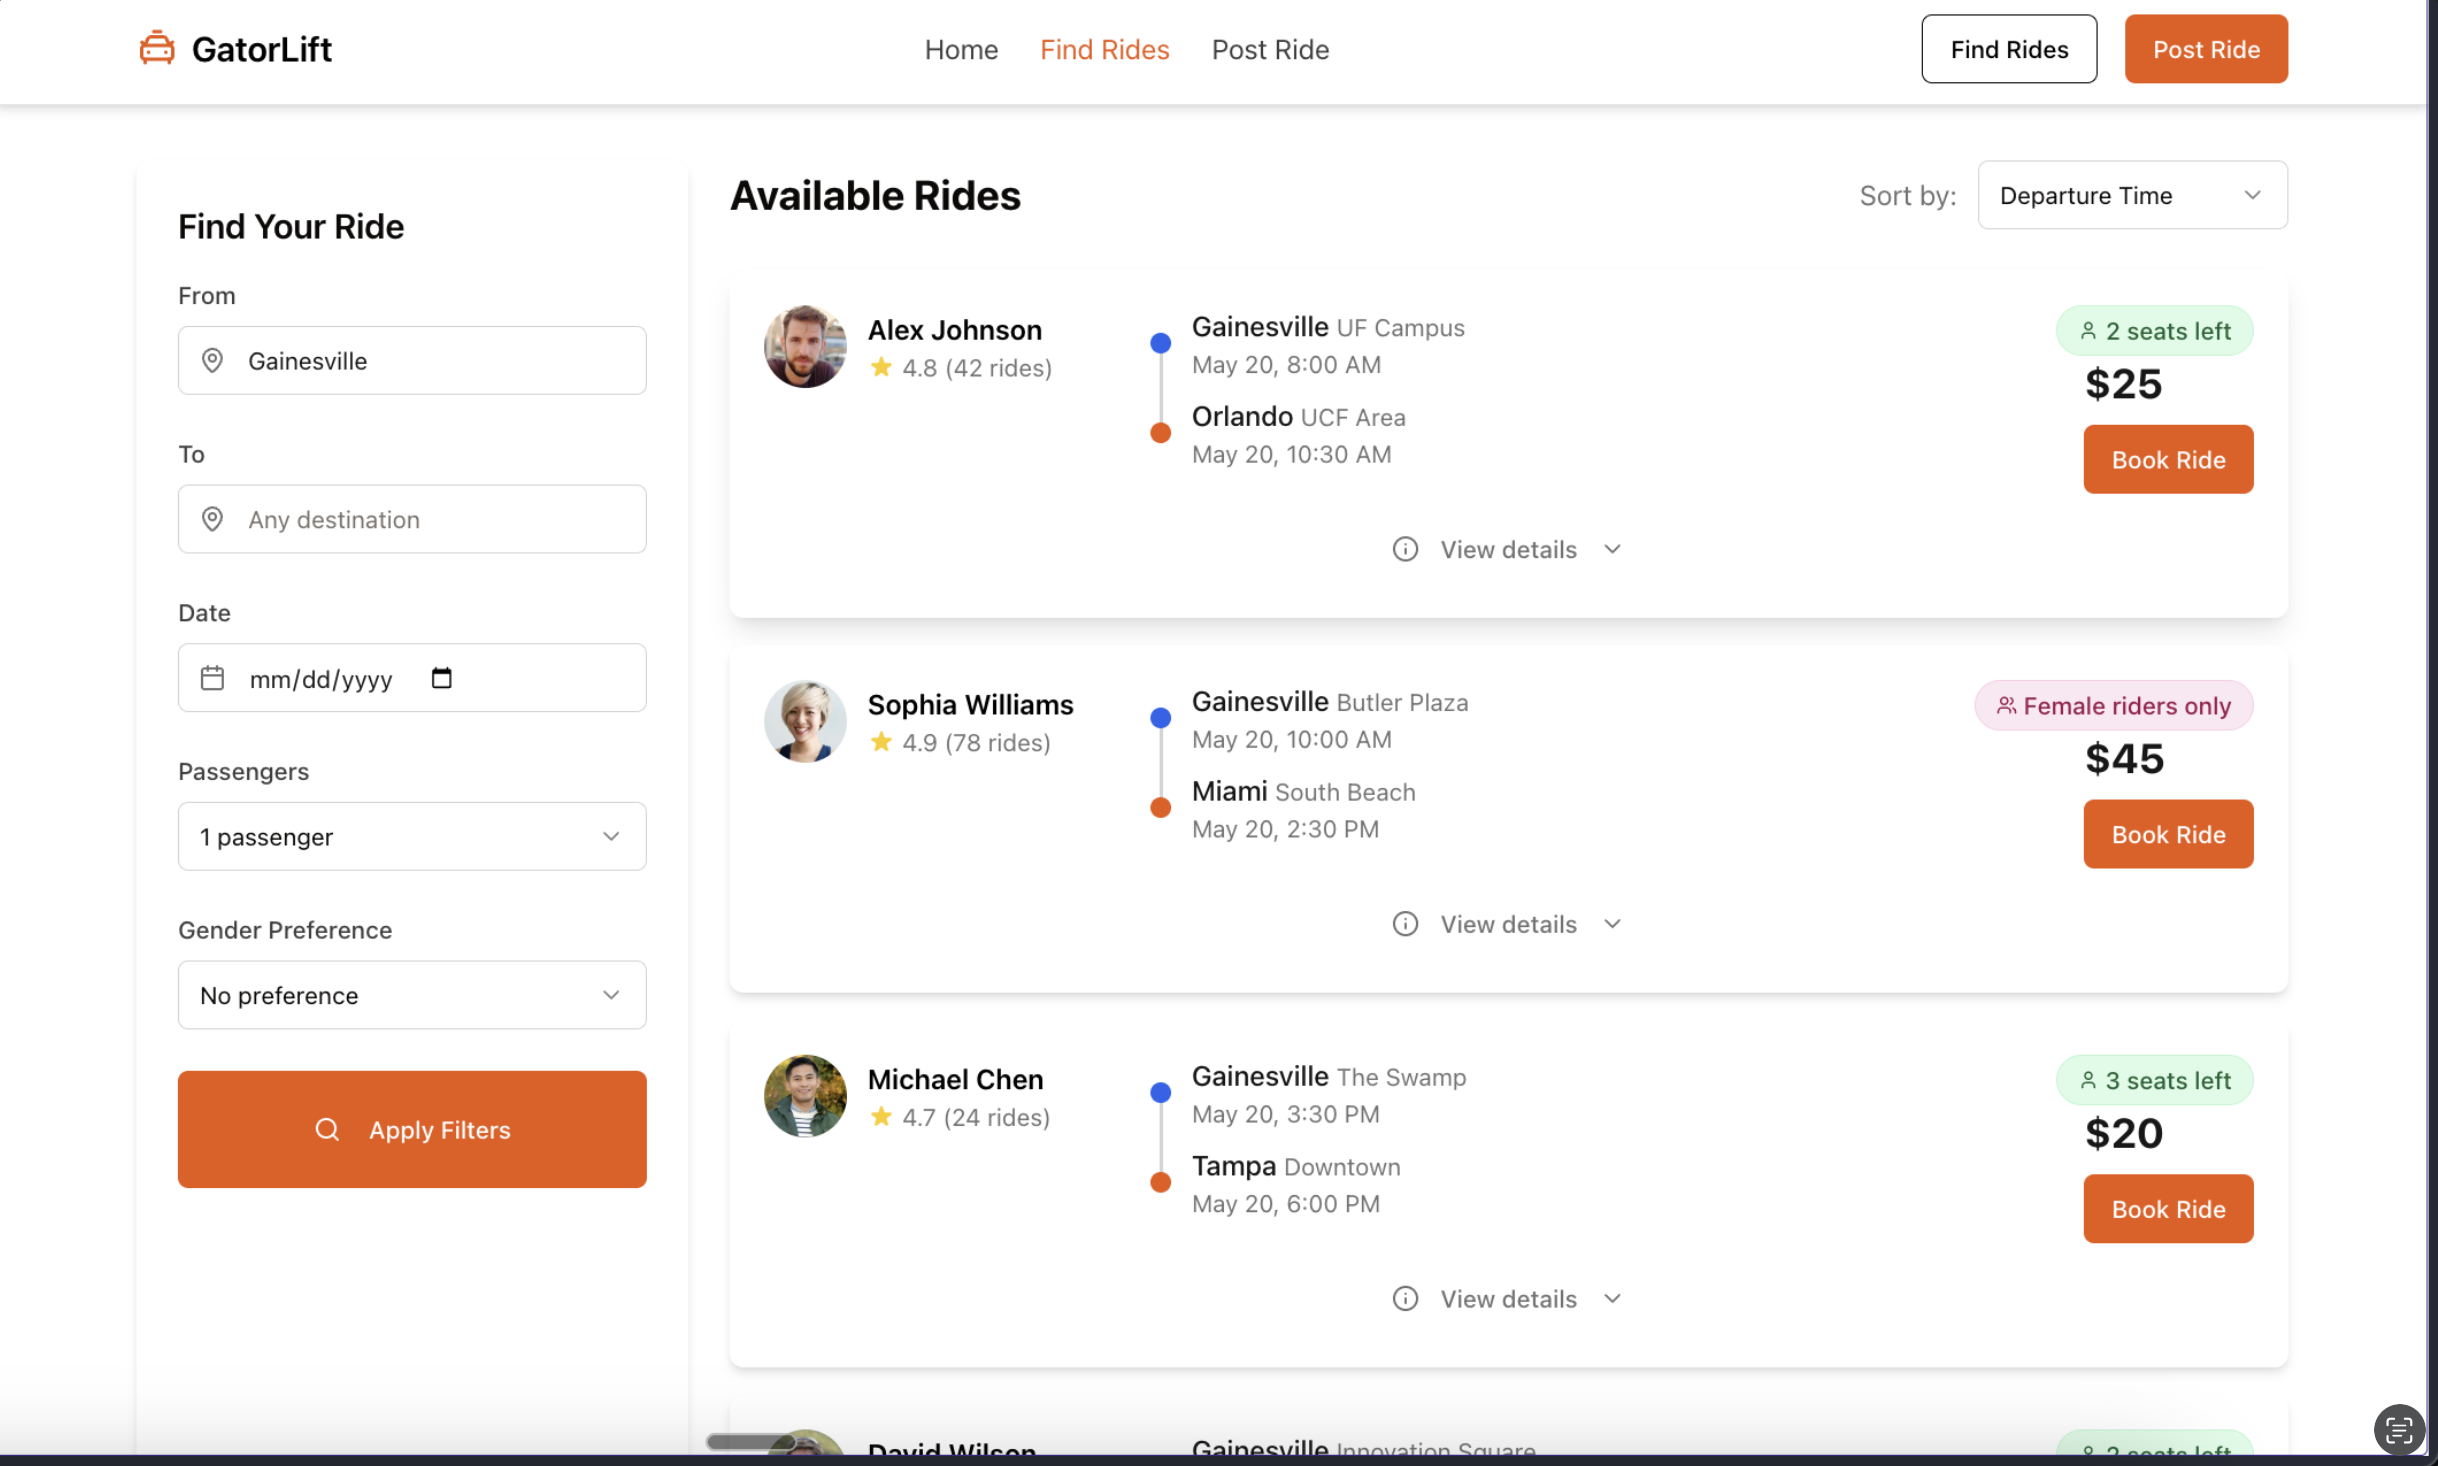 GatorLift
Home
Find Rides
Post Ride
Find Rides
Post Ride
Find Your Ride
From
Gainesville
To
Any destination
Date
mm/dd/yyyy
Passengers
1 passenger
Gender Preference
No preference
Apply Filters
Available Rides
Sort by:
Departure Time
Alex Johnson
4.8 (42 rides)
Gainesville UF Campus
May 20, 8:00 AM
Orlando UCF Area
May 20, 10:30 AM
2 seats left
$25
Book Ride
View details
Sophia Williams
4.9 (78 rides)
Gainesville Butler Plaza
May 20, 10:00 AM
Miami South Beach
May 20, 2:30 PM
Female riders only
$45
Book Ride
View details
Michael Chen
4.7 (24 rides)
Gainesville The Swamp
May 20, 3:30 PM
Tampa Downtown
May 20, 6:00 PM
3 seats left
$20
Book Ride
View details
David Wilson
Gainesville Innovation Square
2 seats left